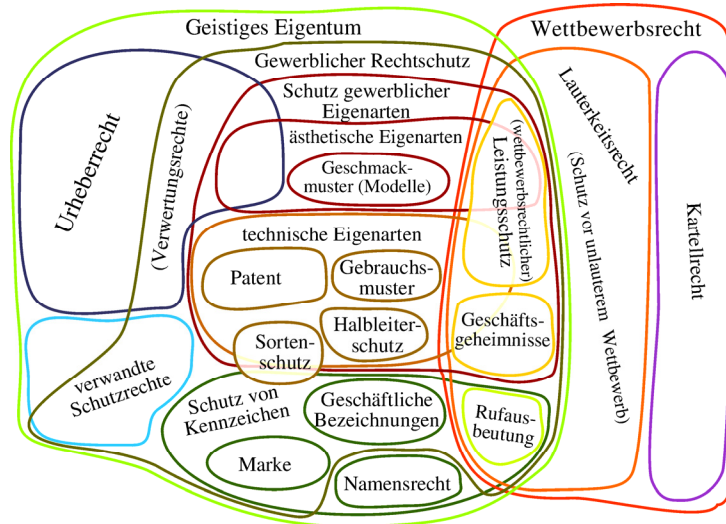 Geistiges Eigentum
Wettbewerbsrecht
Gewerblicher Rechtschutz
Schutz gewerblicher
Eigenarten
ästhetische Eigenarten
Geschmack-
muster (Modelle)
Urheberrecht
(Verwertungsrechte)
(wettbewerbsrechtlicher)
Leistungsschutz
Lauterkeitsrecht
(Schutz vor unlauterem Wettbewerb)
Kartellrecht
technische Eigenarten
Patent
Gebrauchs-
muster
Sorten-
schutz
Halbleiter-
schutz
Geschäfts-
geheimnisse
verwandte
Schutzrechte
Schutz von
Kennzeichen
Geschäftliche
Bezeichnungen
Rufaus-
beutung
Marke
Namensrecht